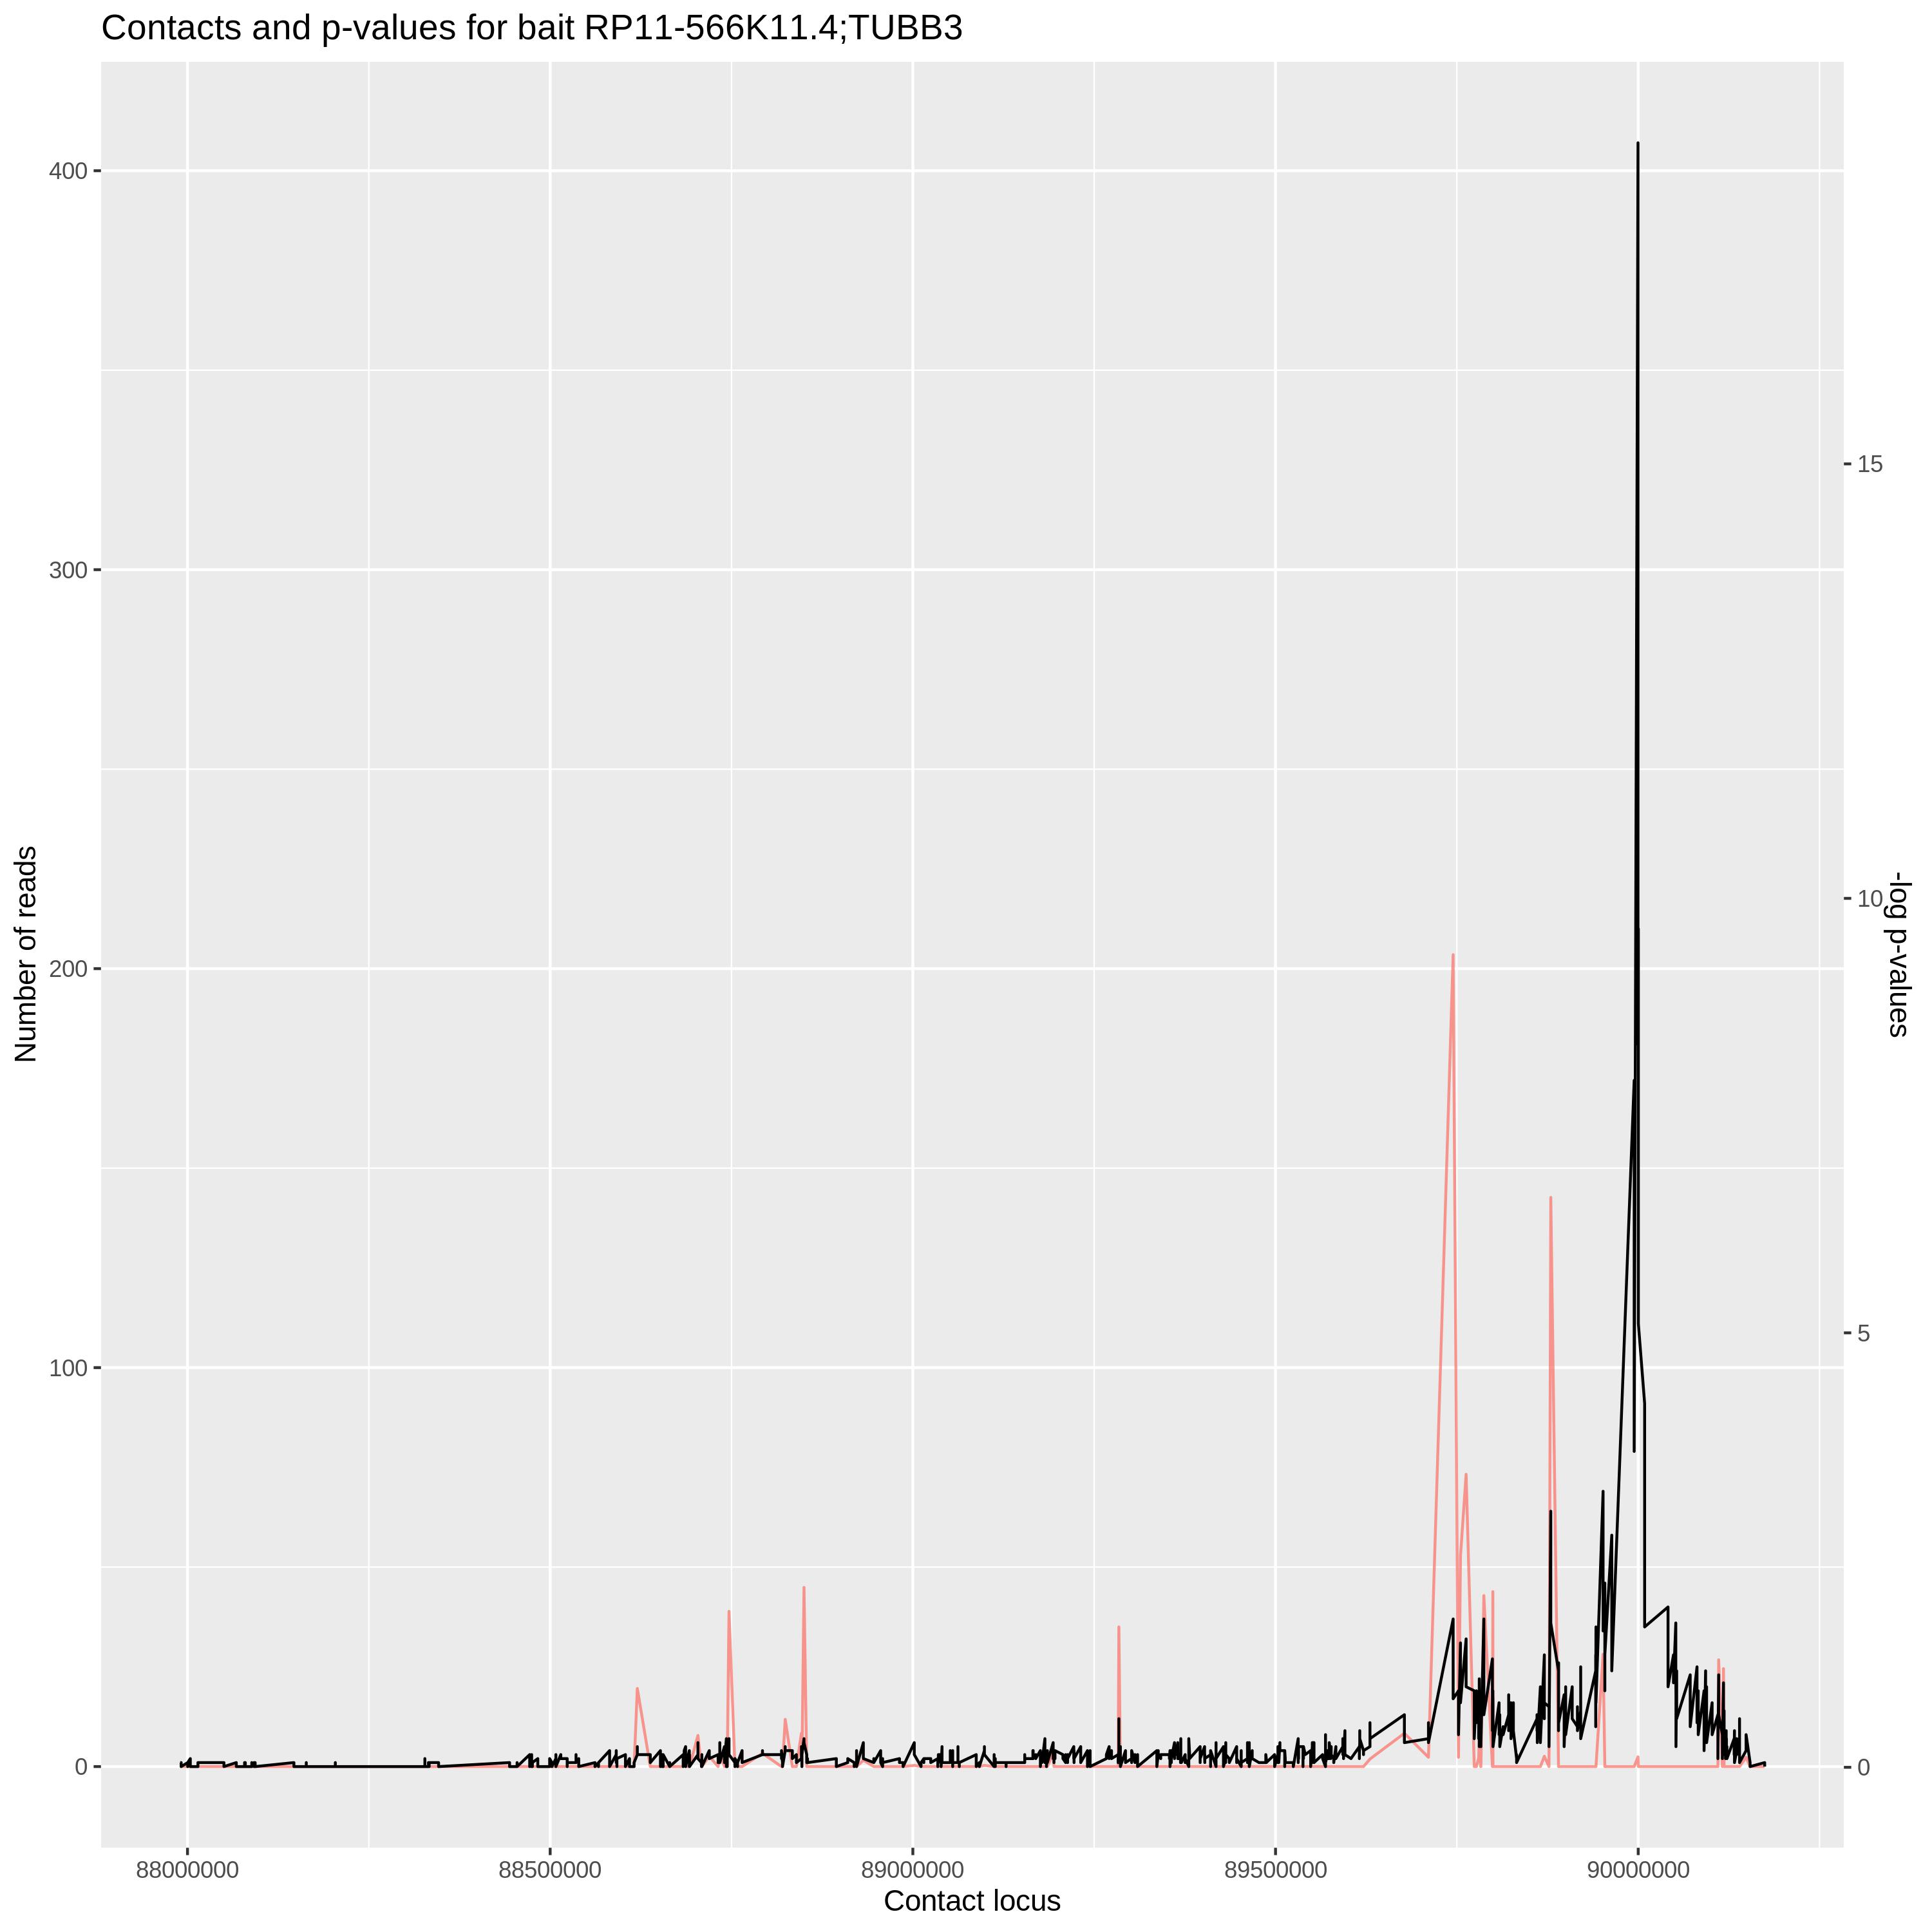 Contacts and p-values for bait RP11-566K11.4;TUBB3
400
300
200
100
0
Number of reads
15
10
5
0
-log p-values
88000000 88500000 89000000 89500000 90000000
Contact locus